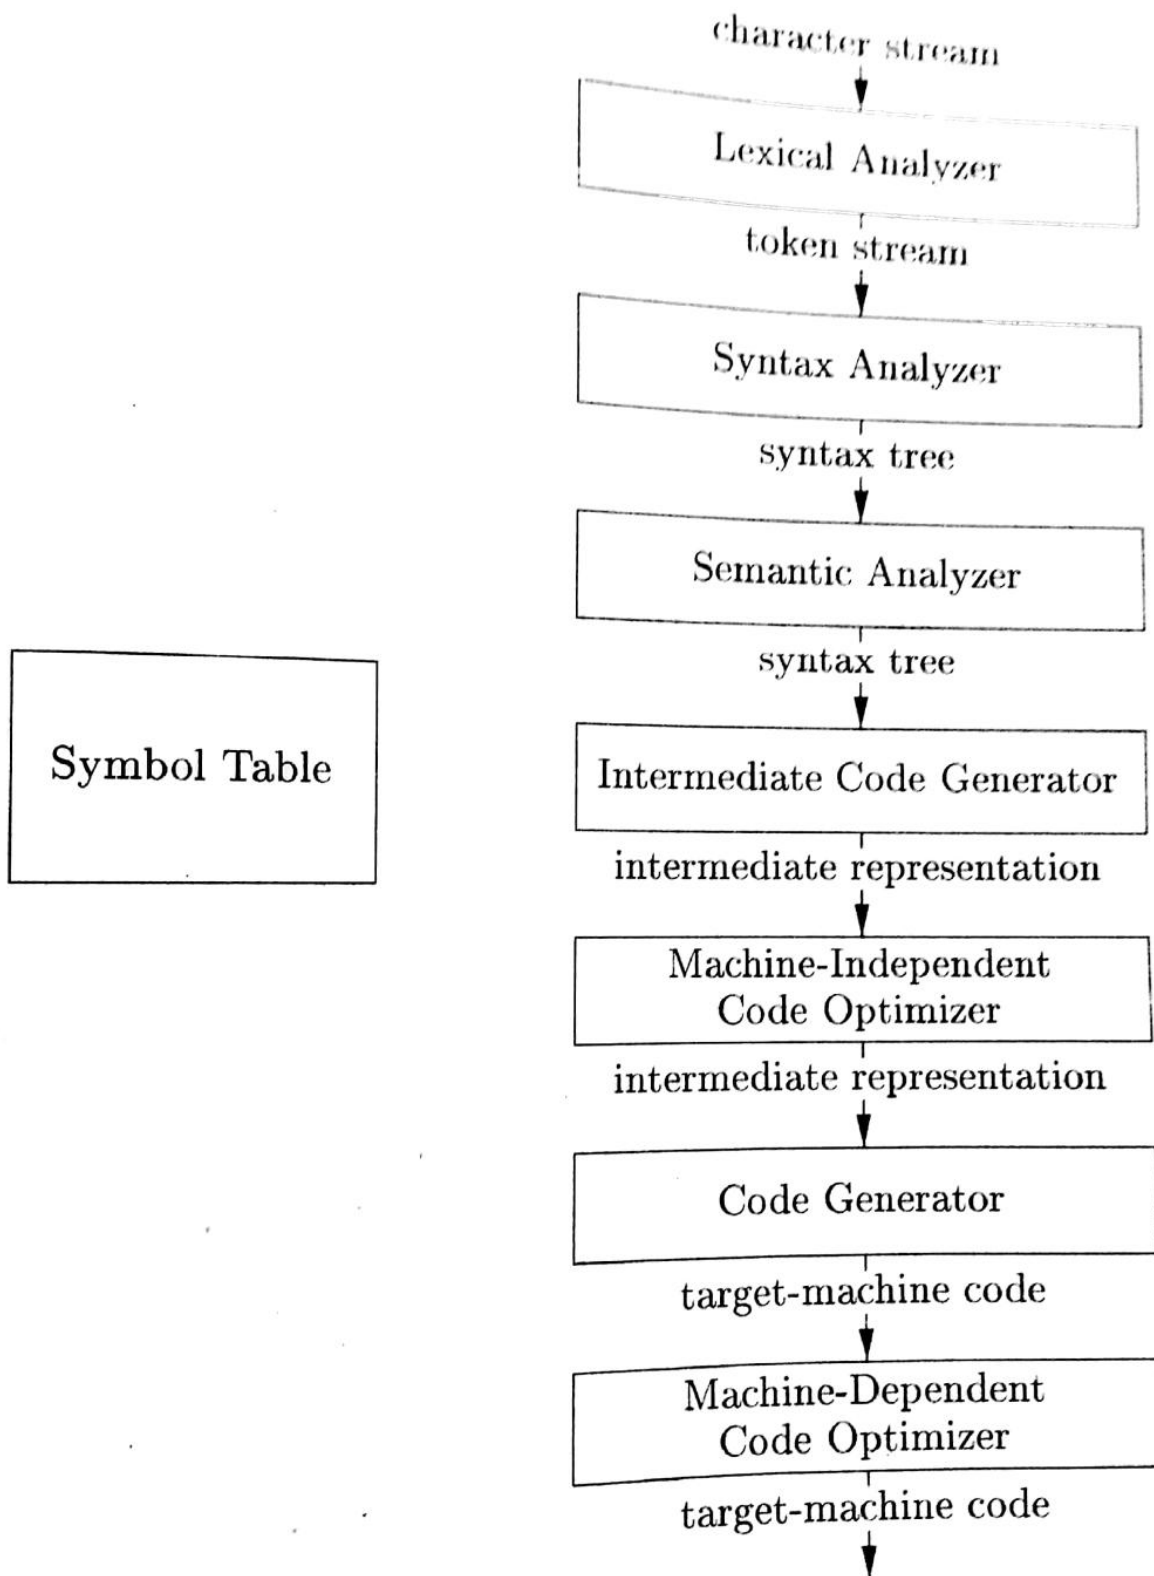 character stream
Lexical Analyzer
token stream
Syntax Analyzer
syntax tree
Semantic Analyzer
syntax tree
Symbol Table
Intermediate Code Generator
intermediate representation
Machine-Independent
Code Optimizer
intermediate representation
Code Generator
target-machine code
Machine-Dependent
Code Optimizer
target-machine code